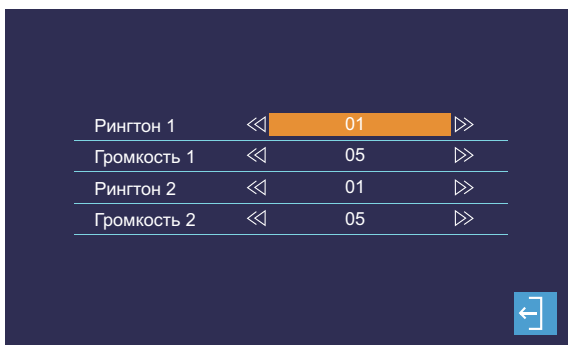 Рингтон 1 01
Громкость 1 05
Рингтон 2 01
Громкость 2 05